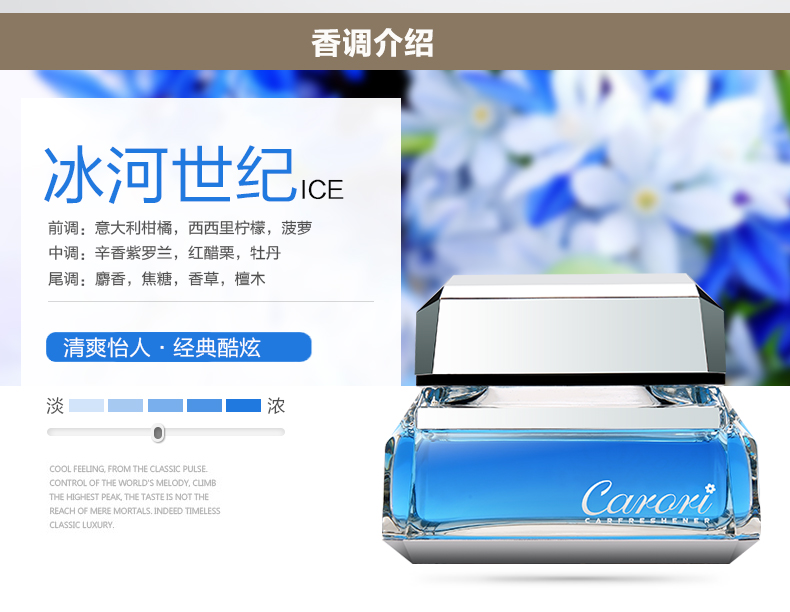 香调介绍
冰河世纪ICE
前调：意大利柑橘，西西里柠檬，菠萝
中调：辛香紫罗兰，红醋栗，牡丹
尾调：麝香，焦糖，香草，檀木
清爽怡人·经典酷炫
淡 浓
COOL FEELING, FROM THE CLASSIC PULSE.
CONTROL OF THE WORLD'S MELODY, CLIMB
THE HIGHEST PEAK, THE TASTE IS NOT THE
REACH OF MERE MORTALS. INDEED TIMELESS
CLASSIC LUXURY.
Carori
CARFRESHENER